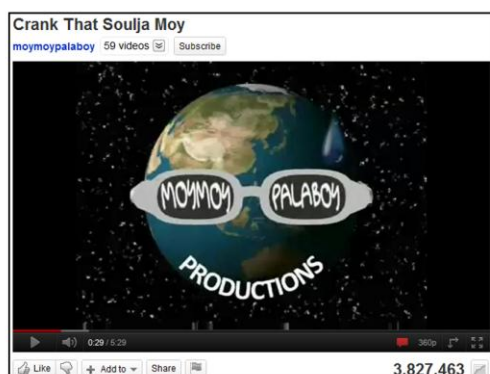 Crank That Soulja Moy
moymoypalaboy 59 videos Subscribe
MOYMOY PALABOY
PRODUCTIONS
0:29 / 5:29 360p
Like Add to Share 3,827,463